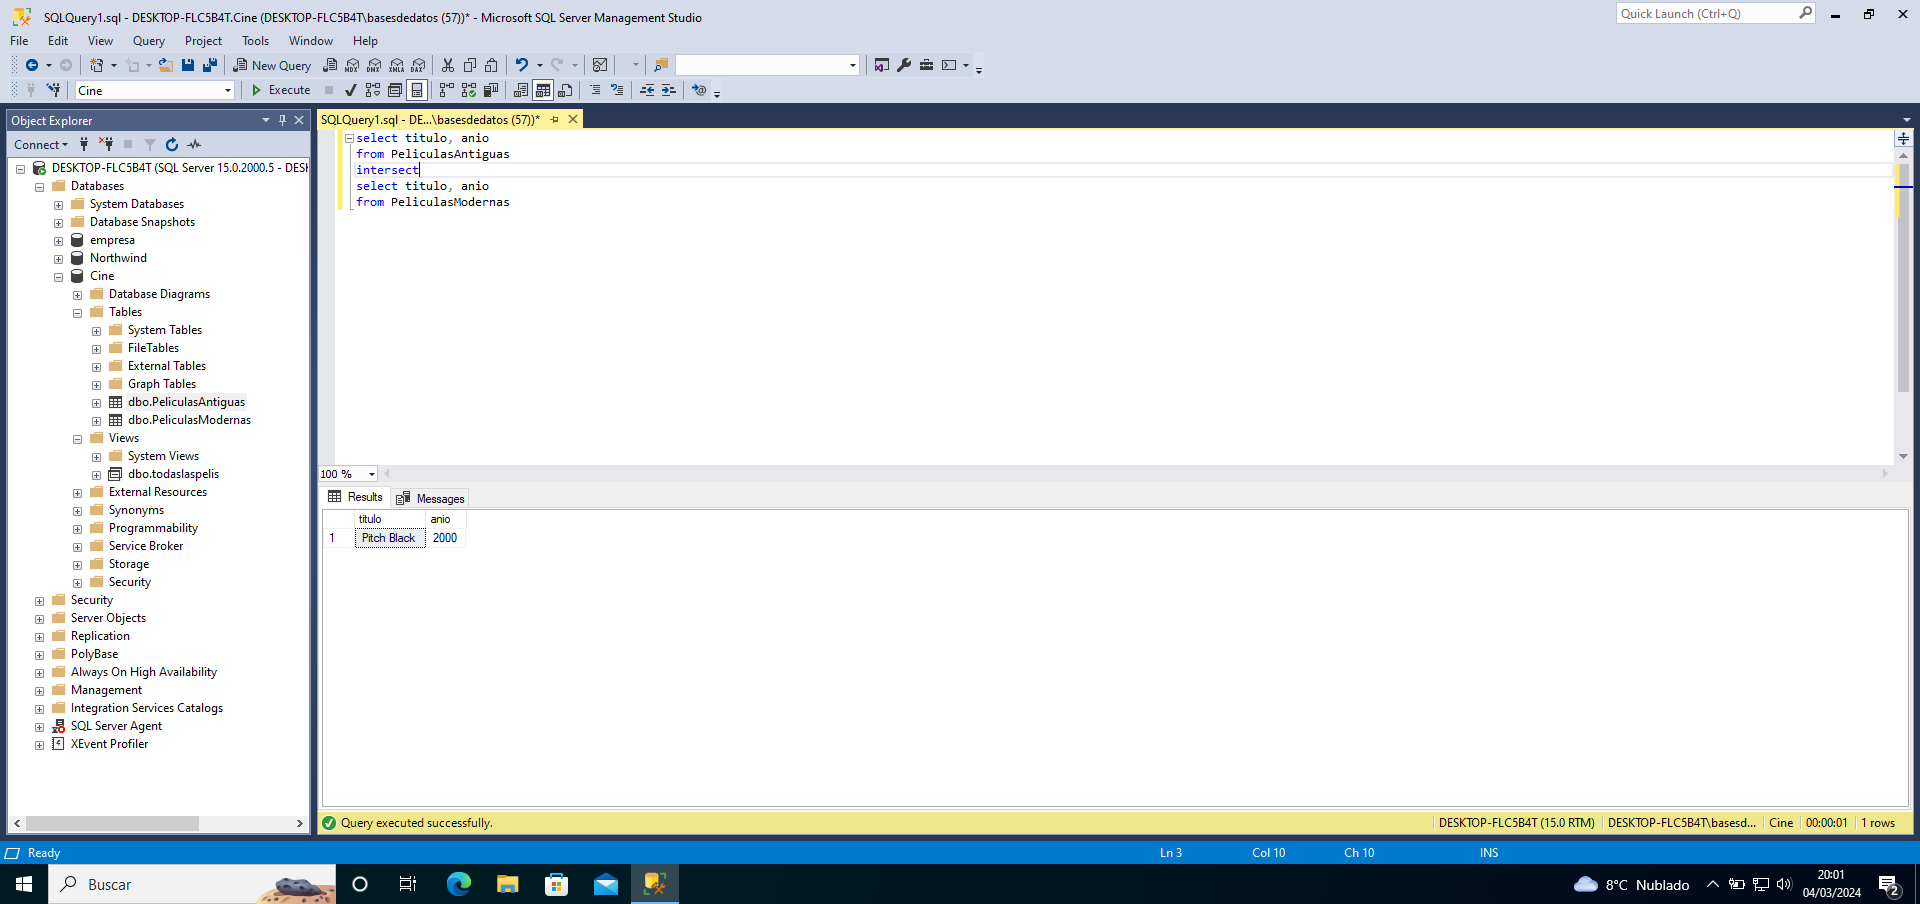 SQLQuery1.sql - DESKTOP-FLC5B4T.Cine (DESKTOP-FLC5B4T\basesdedatos (57))* - Microsoft SQL Server Management Studio
Quick Launch (Ctrl+Q)
File Edit View Query Project Tools Window Help
New Query
MDX DMX XMLA DAX
Cine
Execute
Object Explorer
SQLQuery1.sql - DE...\basesdedatos (57))*
Connect
DESKTOP-FLC5B4T (SQL Server 15.0.2000.5 - DESK
Databases
System Databases
Database Snapshots
empresa
Northwind
Cine
Database Diagrams
Tables
System Tables
FileTables
External Tables
Graph Tables
dbo.PeliculasAntiguas
dbo.PeliculasModernas
Views
System Views
dbo.todaslaspelis
External Resources
Synonyms
Programmability
Service Broker
Storage
Security
Security
Server Objects
Replication
PolyBase
Always On High Availability
Management
Integration Services Catalogs
SQL Server Agent
XEvent Profiler
select titulo, anio
from PeliculasAntiguas
intersect
select titulo, anio
from PeliculasModernas
100 %
Results Messages
titulo anio
1 Pitch Black 2000
Query executed successfully.
DESKTOP-FLC5B4T (15.0 RTM) DESKTOP-FLC5B4T\basesd... Cine 00:00:01 1 rows
Ready
Ln 3 Col 10 Ch 10 INS
Buscar
8°C Nublado
20:01
04/03/2024
2